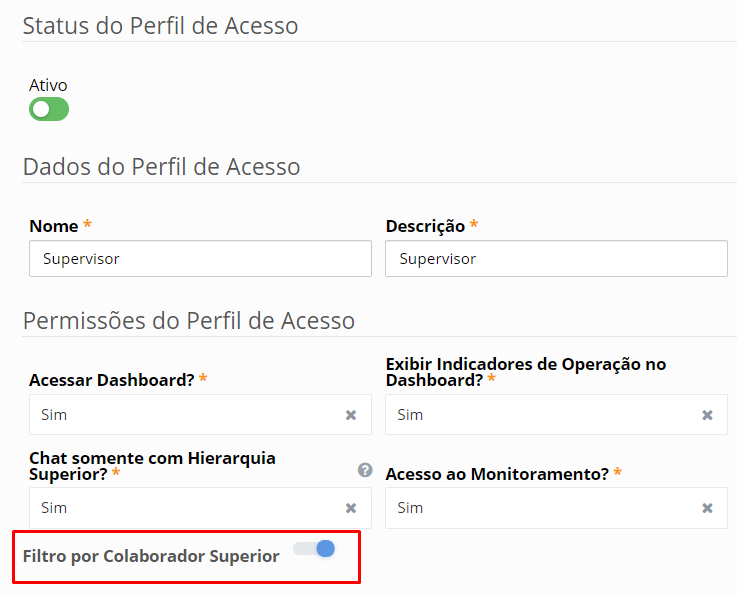 Status do Perfil de Acesso
Ativo
Dados do Perfil de Acesso
Nome *
Descrição *
Supervisor
Supervisor
Permissões do Perfil de Acesso
Acessar Dashboard? *
Exibir Indicadores de Operação no
Dashboard? *
Sim ×
Sim ×
Chat somente com Hierarquia
Superior? *
?
Acesso ao Monitoramento? *
Sim ×
Sim ×
Filtro por Colaborador Superior